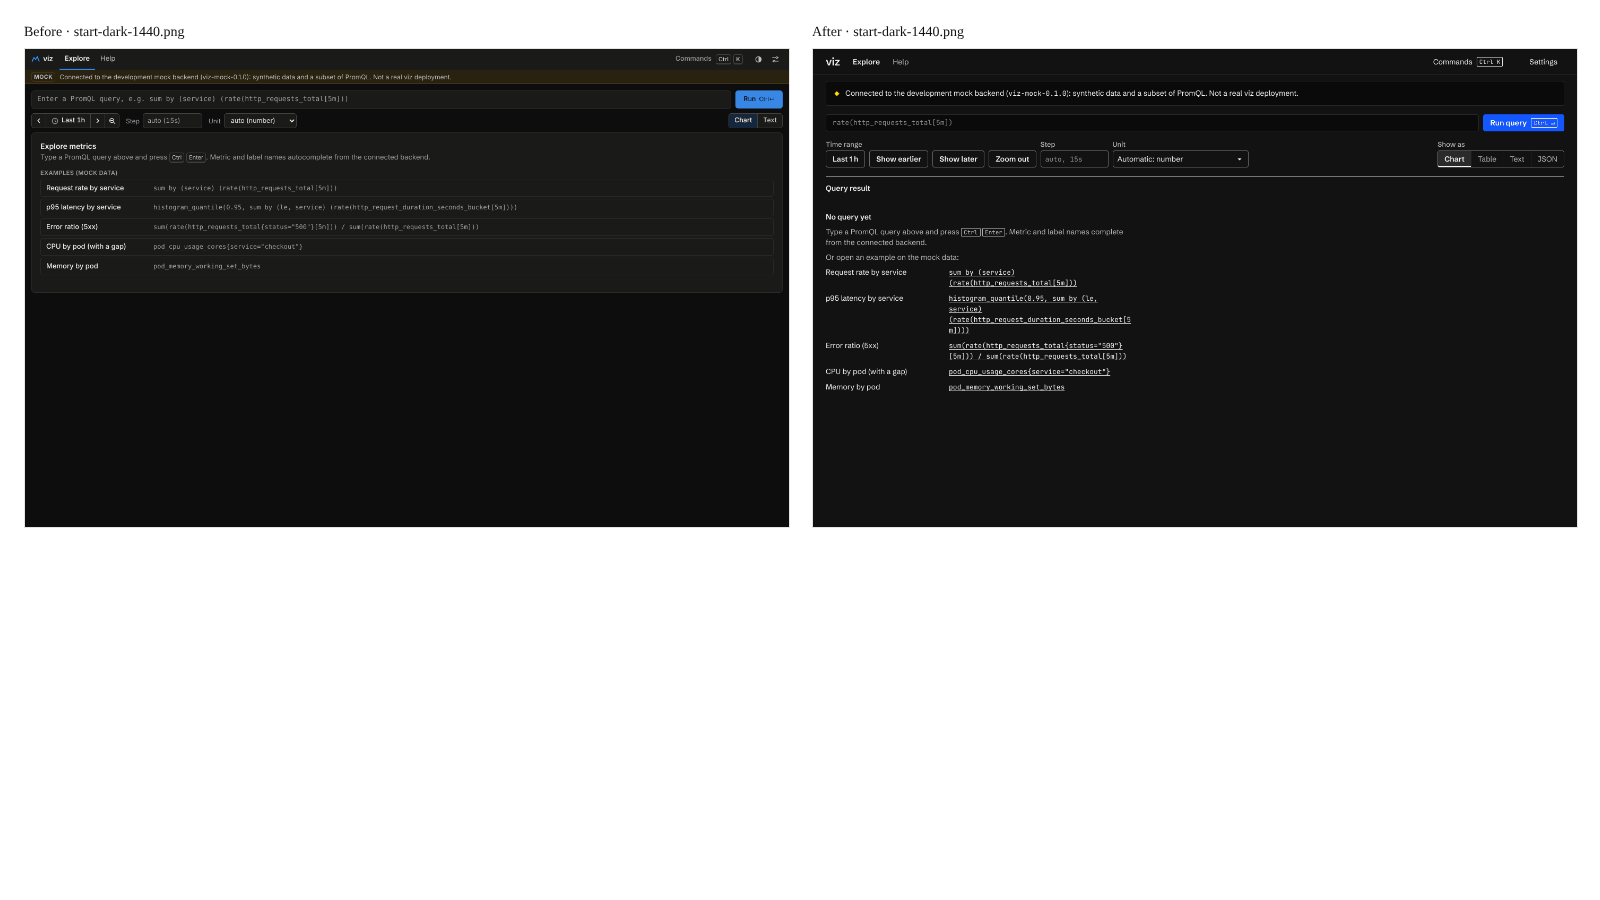 Before · start-dark-1440.png
viz Explore Help Commands Ctrl K
MOCK Connected to the development mock backend (viz-mock-0.1.0): synthetic data and a subset of PromQL. Not a real viz deployment.
Enter a PromQL query, e.g. sum by (service) (rate(http_requests_total[5m])) Run Ctrl+⏎
Last 1h Step auto (15s) Unit auto (number) Chart Text
Explore metrics
Type a PromQL query above and press Ctrl Enter. Metric and label names autocomplete from the connected backend.
EXAMPLES (MOCK DATA)
Request rate by service sum by (service) (rate(http_requests_total[5m]))
p95 latency by service histogram_quantile(0.95, sum by (le, service) (rate(http_request_duration_seconds_bucket[5m])))
Error ratio (5xx) sum(rate(http_requests_total{status="500"}[5m])) / sum(rate(http_requests_total[5m]))
CPU by pod (with a gap) pod_cpu_usage_cores{service="checkout"}
Memory by pod pod_memory_working_set_bytes
After · start-dark-1440.png
viz Explore Help Commands Ctrl K Settings
Connected to the development mock backend (viz-mock-0.1.0): synthetic data and a subset of PromQL. Not a real viz deployment.
rate(http_requests_total[5m]) Run query Ctrl ⏎
Time range Step Unit Show as
Last 1h Show earlier Show later Zoom out auto, 15s Automatic: number Chart Table Text JSON
Query result
No query yet
Type a PromQL query above and press Ctrl Enter. Metric and label names complete
from the connected backend.
Or open an example on the mock data:
Request rate by service sum by (service)
(rate(http_requests_total[5m]))
p95 latency by service histogram_quantile(0.95, sum by (le,
service)
(rate(http_request_duration_seconds_bucket[5
m])))
Error ratio (5xx) sum(rate(http_requests_total{status="500"}
[5m])) / sum(rate(http_requests_total[5m]))
CPU by pod (with a gap) pod_cpu_usage_cores{service="checkout"}
Memory by pod pod_memory_working_set_bytes